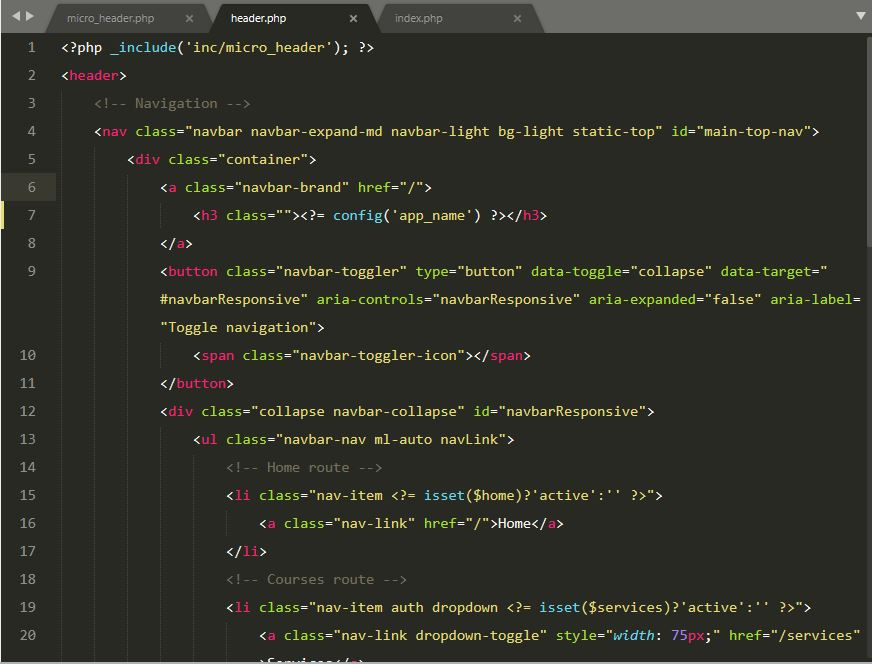 micro_header.php × header.php × index.php ×
1 <?php _include('inc/micro_header'); ?>
2 <header>
3 <!-- Navigation -->
4 <nav class="navbar navbar-expand-md navbar-light bg-light static-top" id="main-top-nav">
5 <div class="container">
6 <a class="navbar-brand" href="/">
7 <h3 class=""><?= config('app_name') ?></h3>
8 </a>
9 <button class="navbar-toggler" type="button" data-toggle="collapse" data-target="
#navbarResponsive" aria-controls="navbarResponsive" aria-expanded="false" aria-label=
"Toggle navigation">
10 <span class="navbar-toggler-icon"></span>
11 </button>
12 <div class="collapse navbar-collapse" id="navbarResponsive">
13 <ul class="navbar-nav ml-auto navLink">
14 <!-- Home route -->
15 <li class="nav-item <?= isset($home)?'active':'' ?>">
16 <a class="nav-link" href="/">Home</a>
17 </li>
18 <!-- Courses route -->
19 <li class="nav-item auth dropdown <?= isset($services)?'active':'' ?>">
20 <a class="nav-link dropdown-toggle" style="width: 75px;" href="/services"
>Services</a>